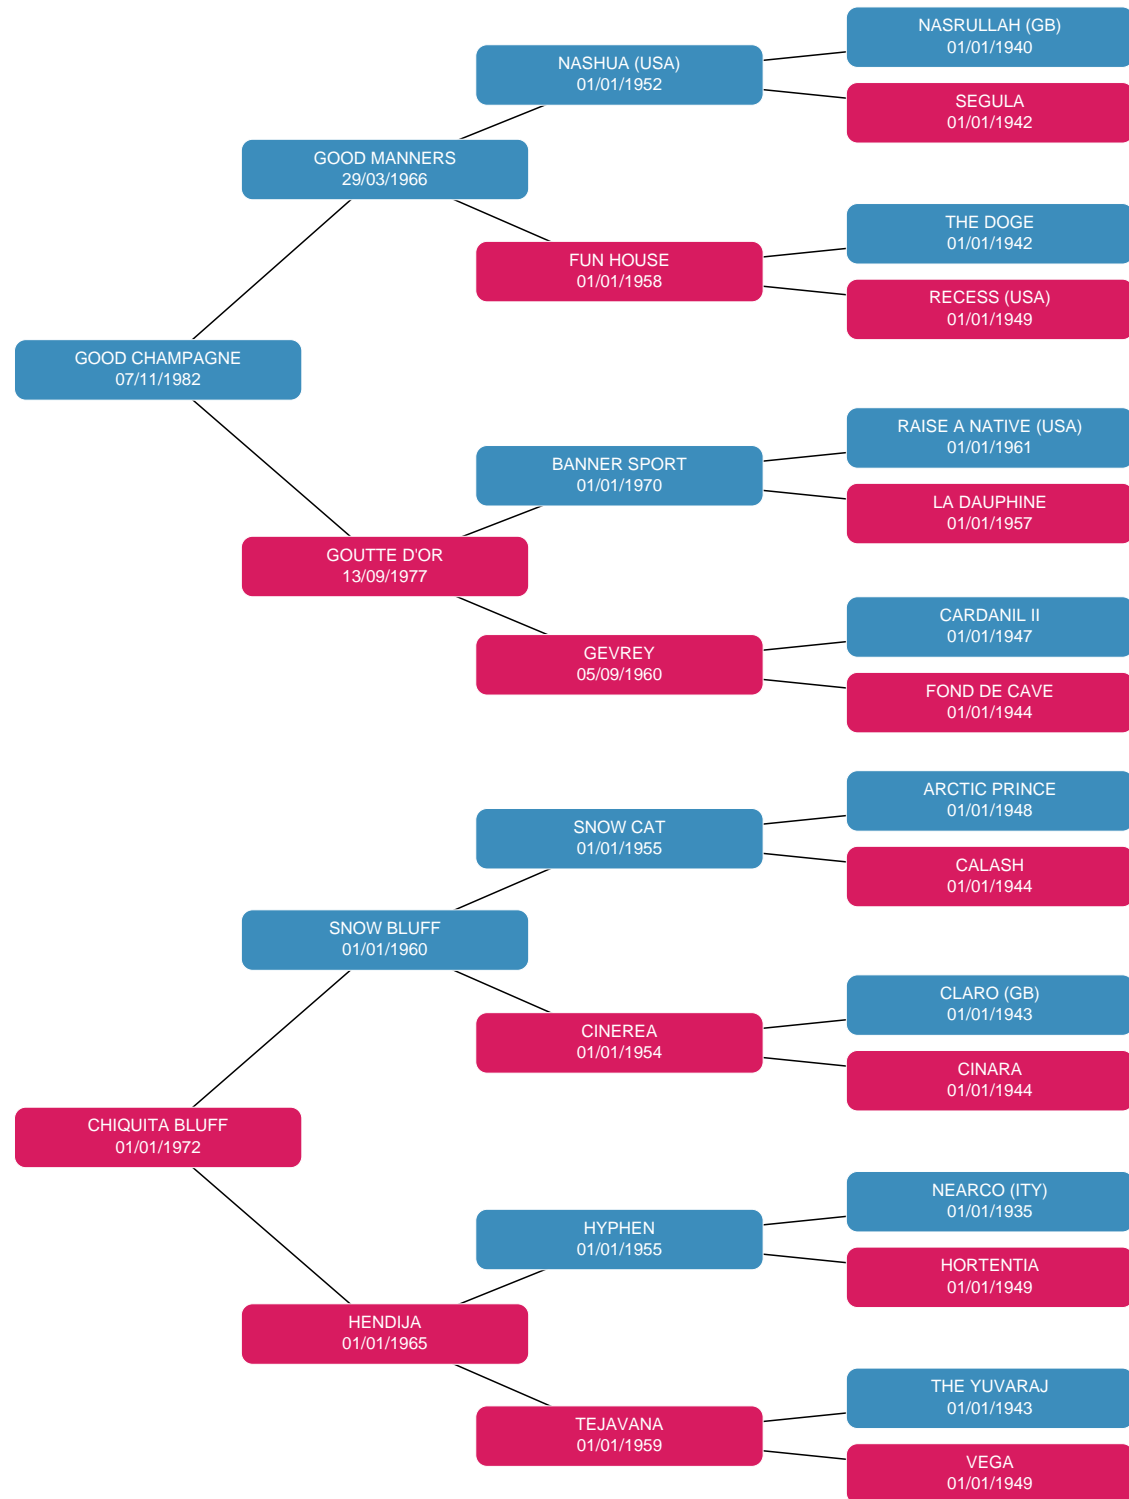 NASRULLAH (GB)
01/01/1940
NASHUA (USA)
01/01/1952
SEGULA
01/01/1942
GOOD MANNERS
29/03/1966
THE DOGE
01/01/1942
FUN HOUSE
01/01/1958
RECESS (USA)
01/01/1949
GOOD CHAMPAGNE
07/11/1982
RAISE A NATIVE (USA)
01/01/1961
BANNER SPORT
01/01/1970
LA DAUPHINE
01/01/1957
GOUTTE D'OR
13/09/1977
CARDANIL II
01/01/1947
GEVREY
05/09/1960
FOND DE CAVE
01/01/1944
ARCTIC PRINCE
01/01/1948
SNOW CAT
01/01/1955
CALASH
01/01/1944
SNOW BLUFF
01/01/1960
CLARO (GB)
01/01/1943
CINEREA
01/01/1954
CINARA
01/01/1944
CHIQUITA BLUFF
01/01/1972
NEARCO (ITY)
01/01/1935
HYPHEN
01/01/1955
HORTENTIA
01/01/1949
HENDIJA
01/01/1965
THE YUVARAJ
01/01/1943
TEJAVANA
01/01/1959
VEGA
01/01/1949